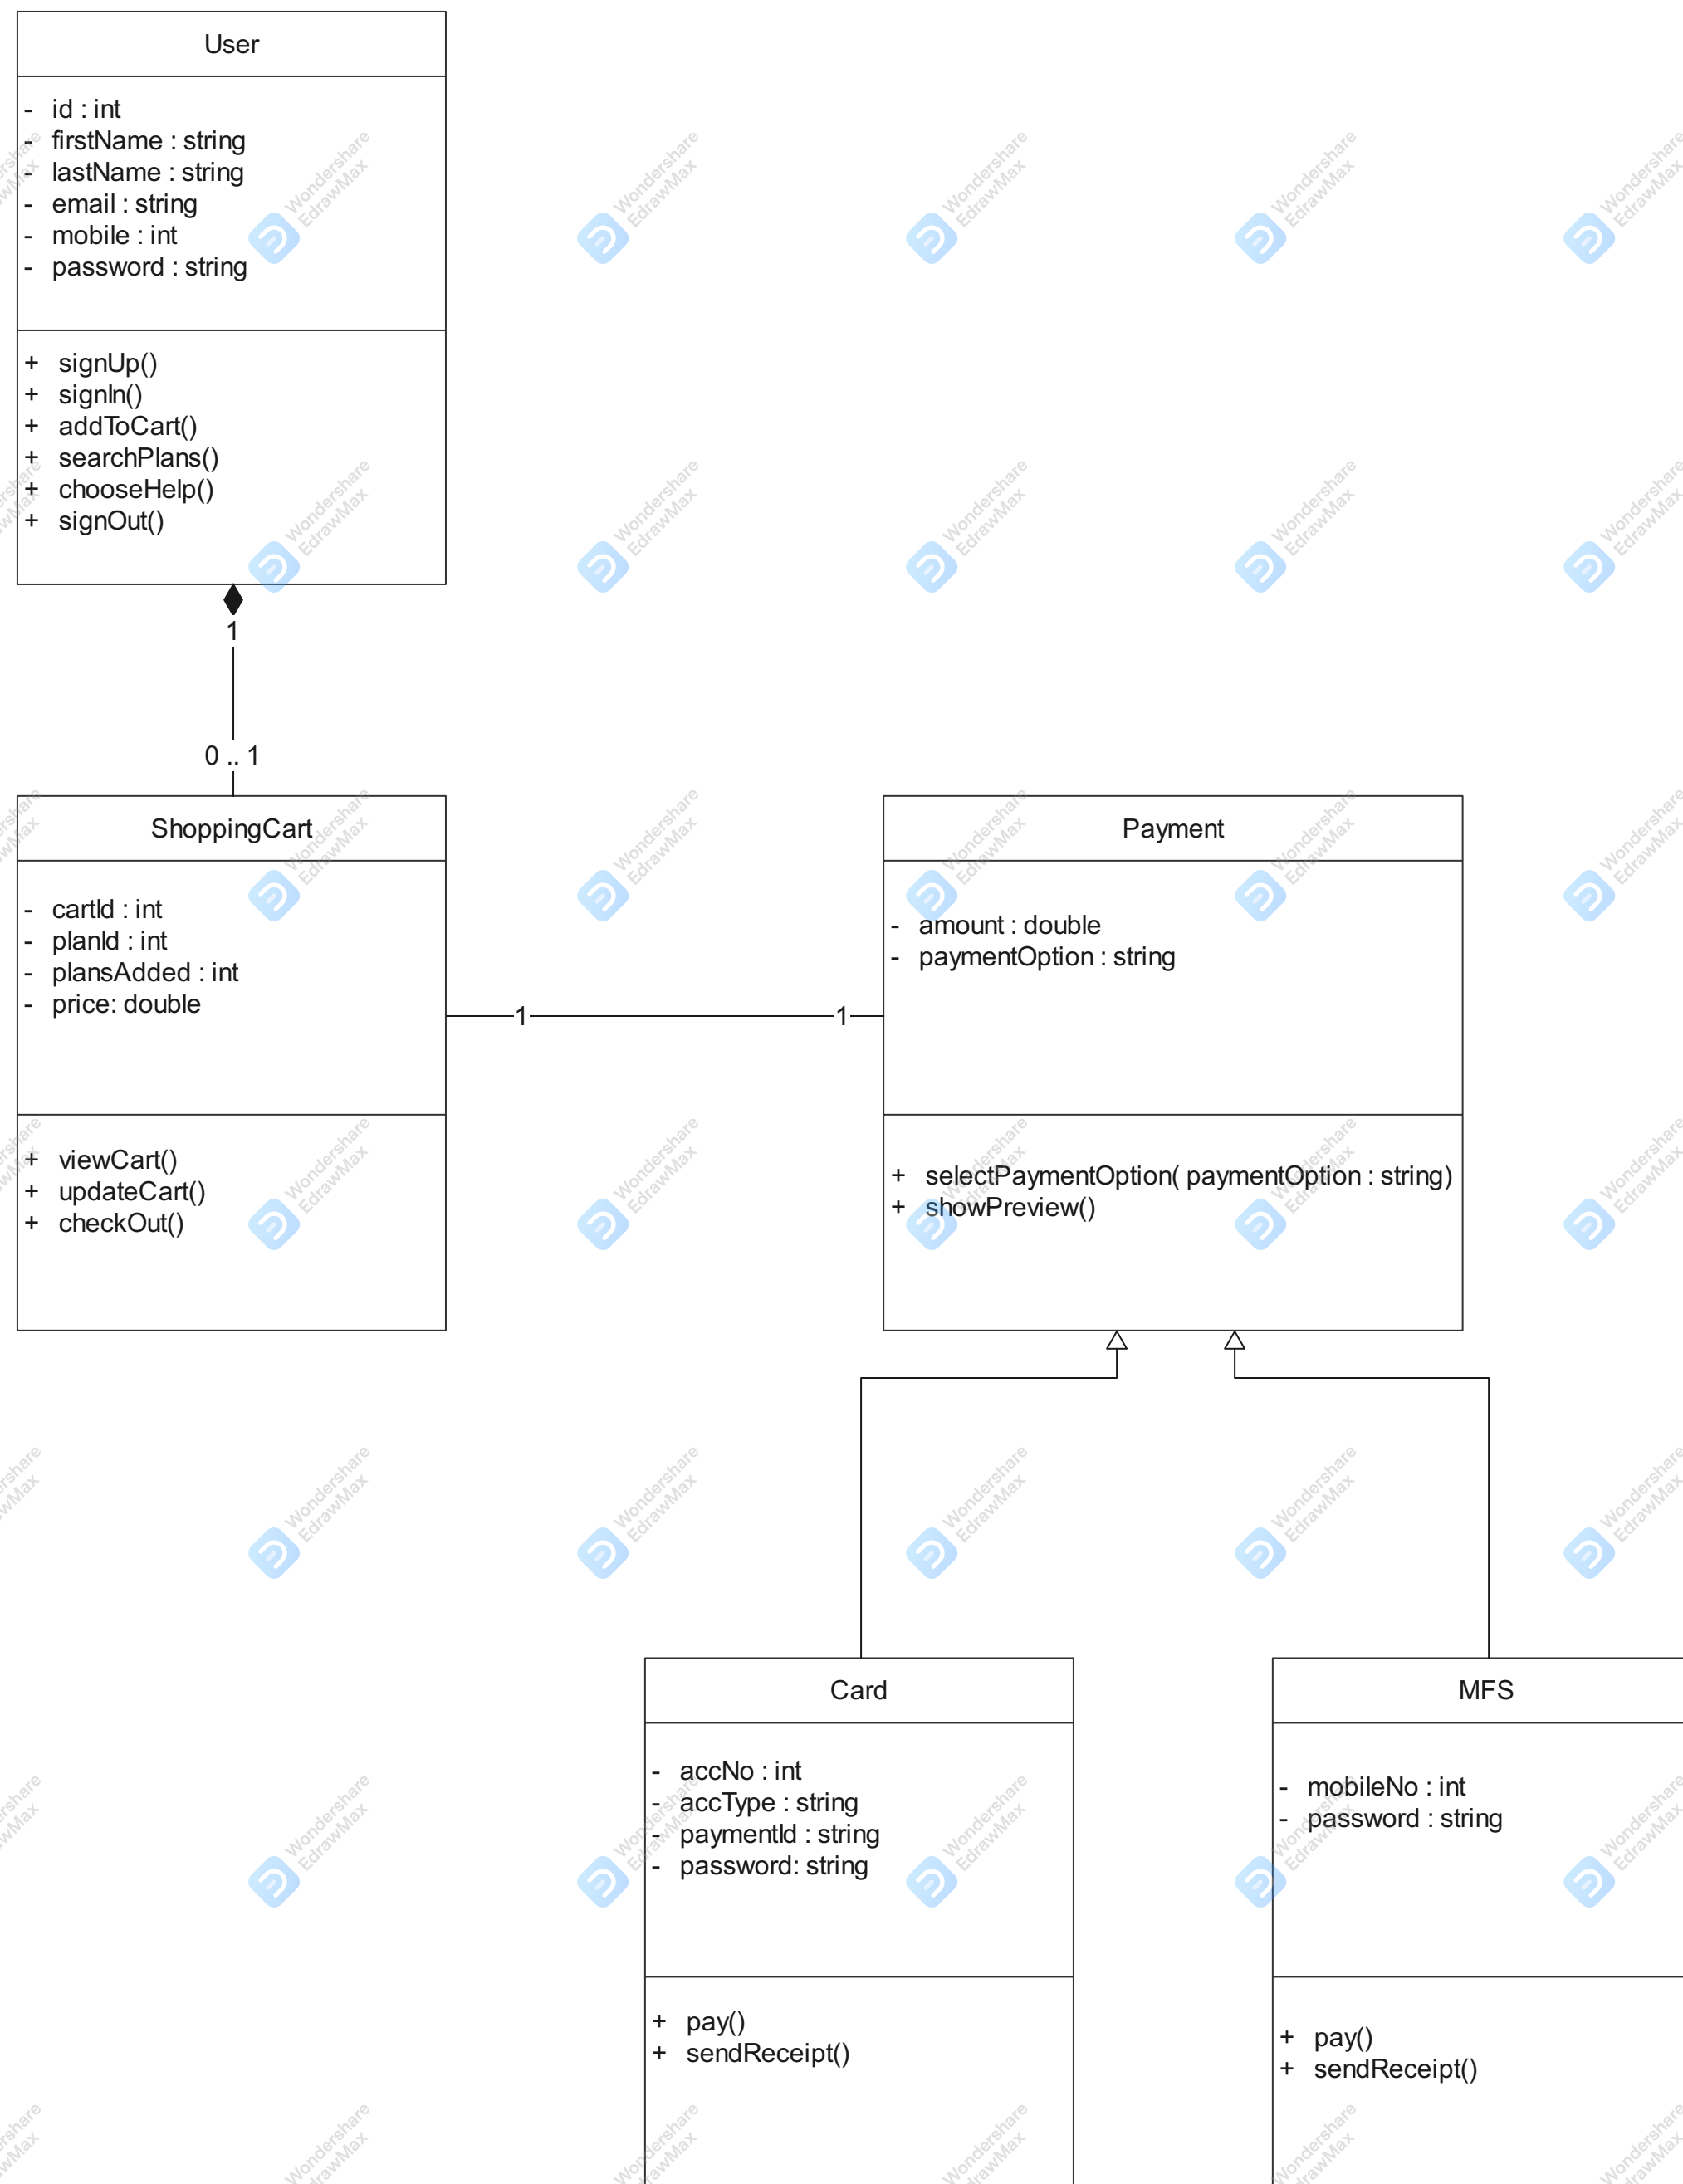 User
- id : int
- firstName : string
- lastName : string
- email : string
- mobile : int
- password : string
+ signUp()
+ signIn()
+ addToCart()
+ searchPlans()
+ chooseHelp()
+ signOut()
1
0 .. 1
ShoppingCart
- cartId : int
- planId : int
- plansAdded : int
- price: double
+ viewCart()
+ updateCart()
+ checkOut()
1
1
Payment
- amount : double
- paymentOption : string
+ selectPaymentOption( paymentOption : string)
+ showPreview()
Card
- accNo : int
- accType : string
- paymentId : string
- password: string
+ pay()
+ sendReceipt()
MFS
- mobileNo : int
- password : string
+ pay()
+ sendReceipt()
Wondershare
EdrawMax